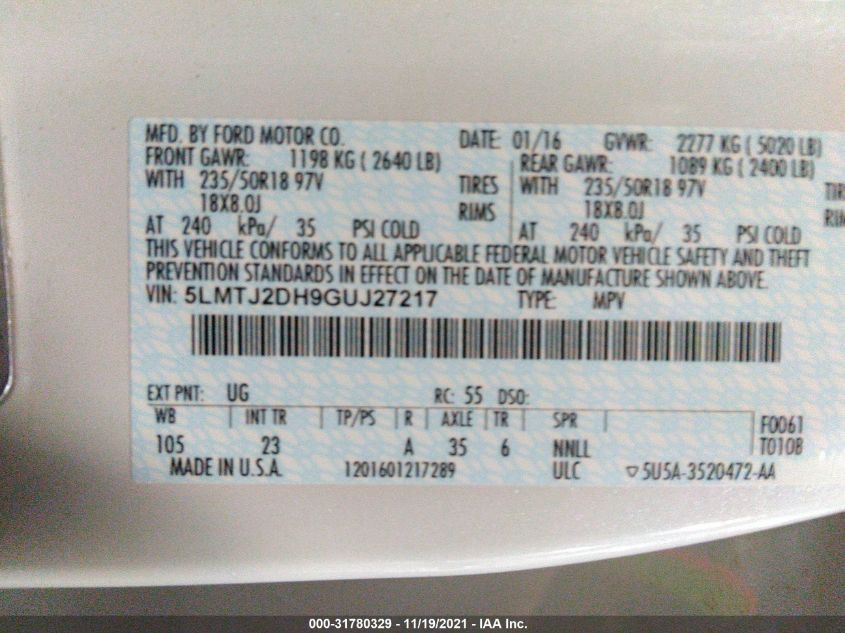 MFD. BY FORD MOTOR CO. DATE: 01/16 GVWR: 2277 KG ( 5020 LB)
FRONT GAWR: 1198 KG ( 2640 LB) REAR GAWR: 1089 KG ( 2400 LB)
WITH 235/50R18 97V TIRES WITH 235/50R18 97V
18X8.0J RIMS 18X8.0J
AT 240 kPa/ 35 PSI COLD AT 240 kPa/ 35 PSI COLD
THIS VEHICLE CONFORMS TO ALL APPLICABLE FEDERAL MOTOR VEHICLE SAFETY AND THEFT
PREVENTION STANDARDS IN EFFECT ON THE DATE OF MANUFACTURE SHOWN ABOVE.
VIN: 5LMTJ2DH9GUJ27217 TYPE: MPV
EXT PNT: UG RC: 55 DSO:
WB INT TR TP/PS R AXLE TR SPR F0061
105 23 A 35 6 NNLL T0108
MADE IN U.S.A. 1201601217289 ULC ▽5U5A-3520472-AA
000-31780329 - 11/19/2021 - IAA Inc.